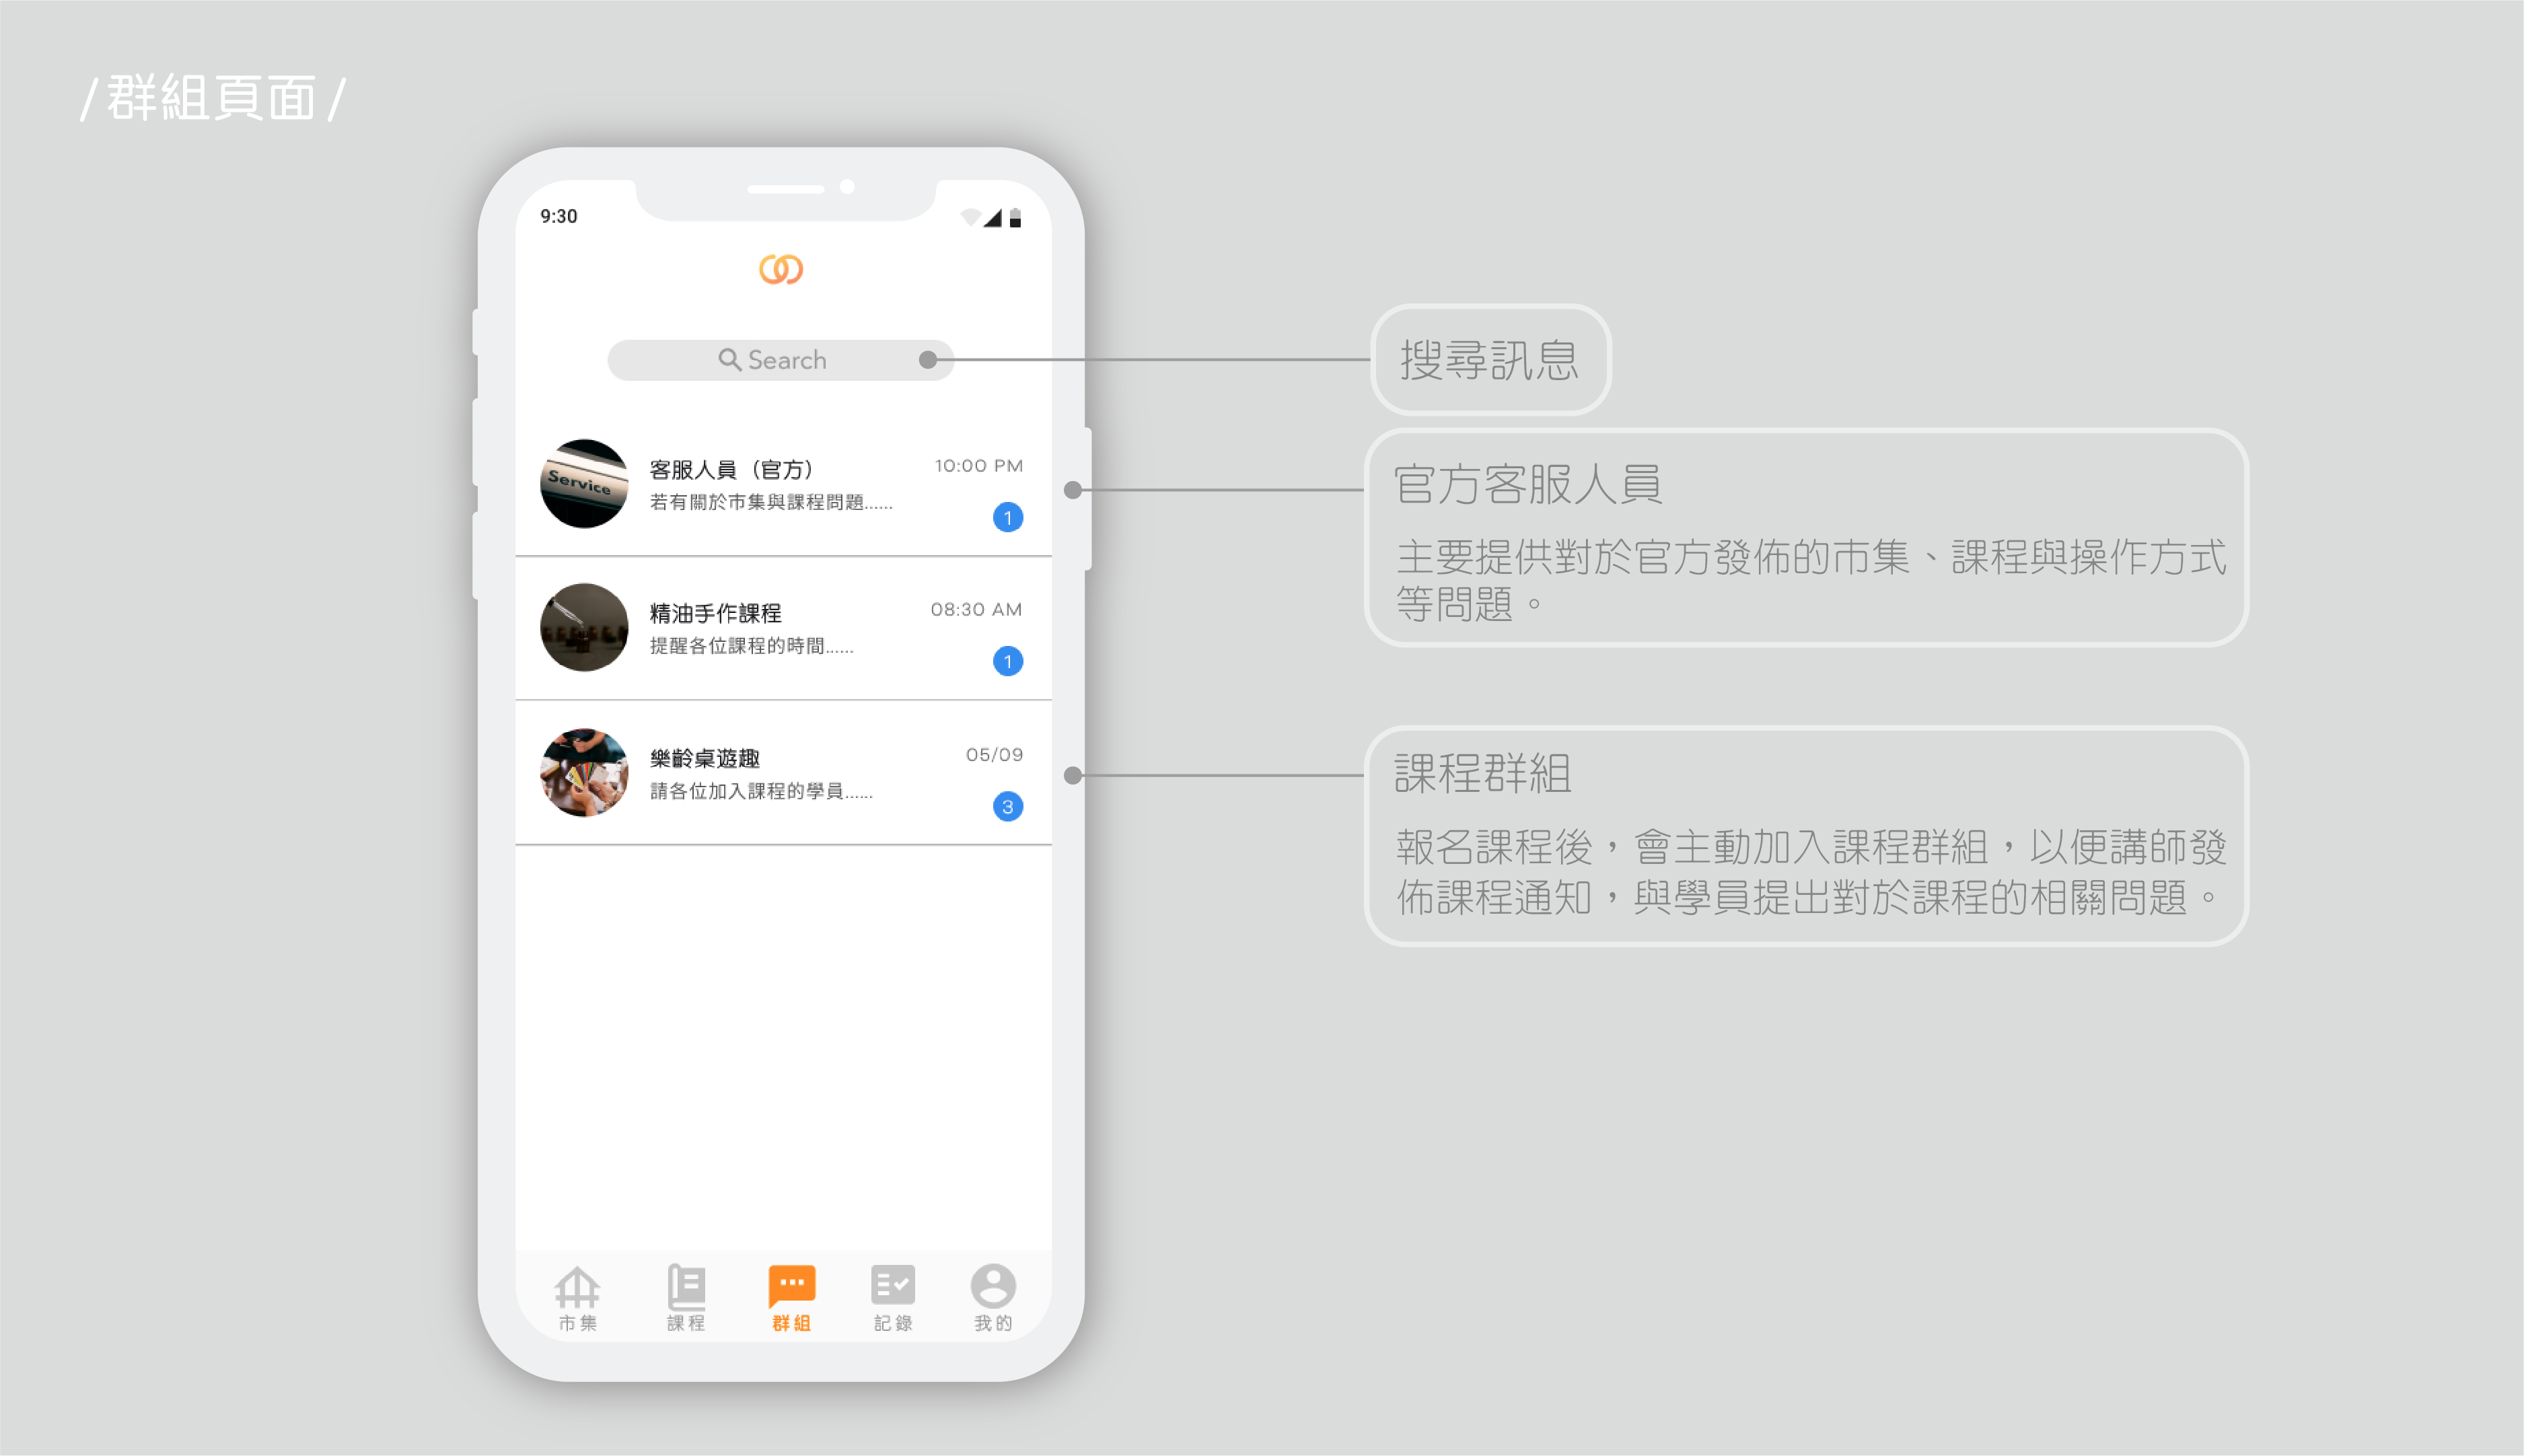 /群組頁面/
9:30
Search
搜尋訊息
Service
客服人員（官方）
10:00 PM
若有關於市集與課程問題......
1
官方客服人員
主要提供對於官方發佈的市集、課程與操作方式
等問題。
精油手作課程
08:30 AM
提醒各位課程的時間......
1
樂齡桌遊趣
05/09
請各位加入課程的學員......
3
課程群組
報名課程後，會主動加入課程群組，以便講師發
佈課程通知，與學員提出對於課程的相關問題。
市集
課程
群組
記錄
我的